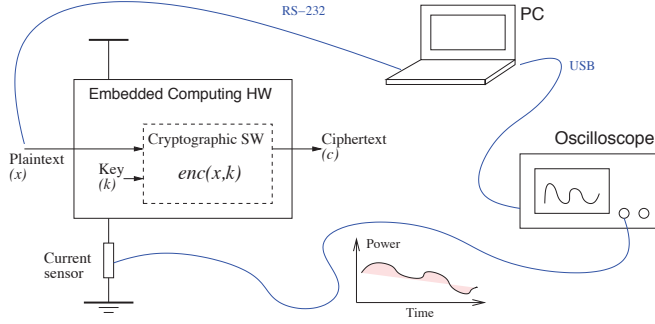 RS−232
PC
USB
Embedded Computing HW
Cryptographic SW
Plaintext
(x)
Key
(k)
enc(x,k)
Ciphertext
(c)
Oscilloscope
Current
sensor
Power
Time